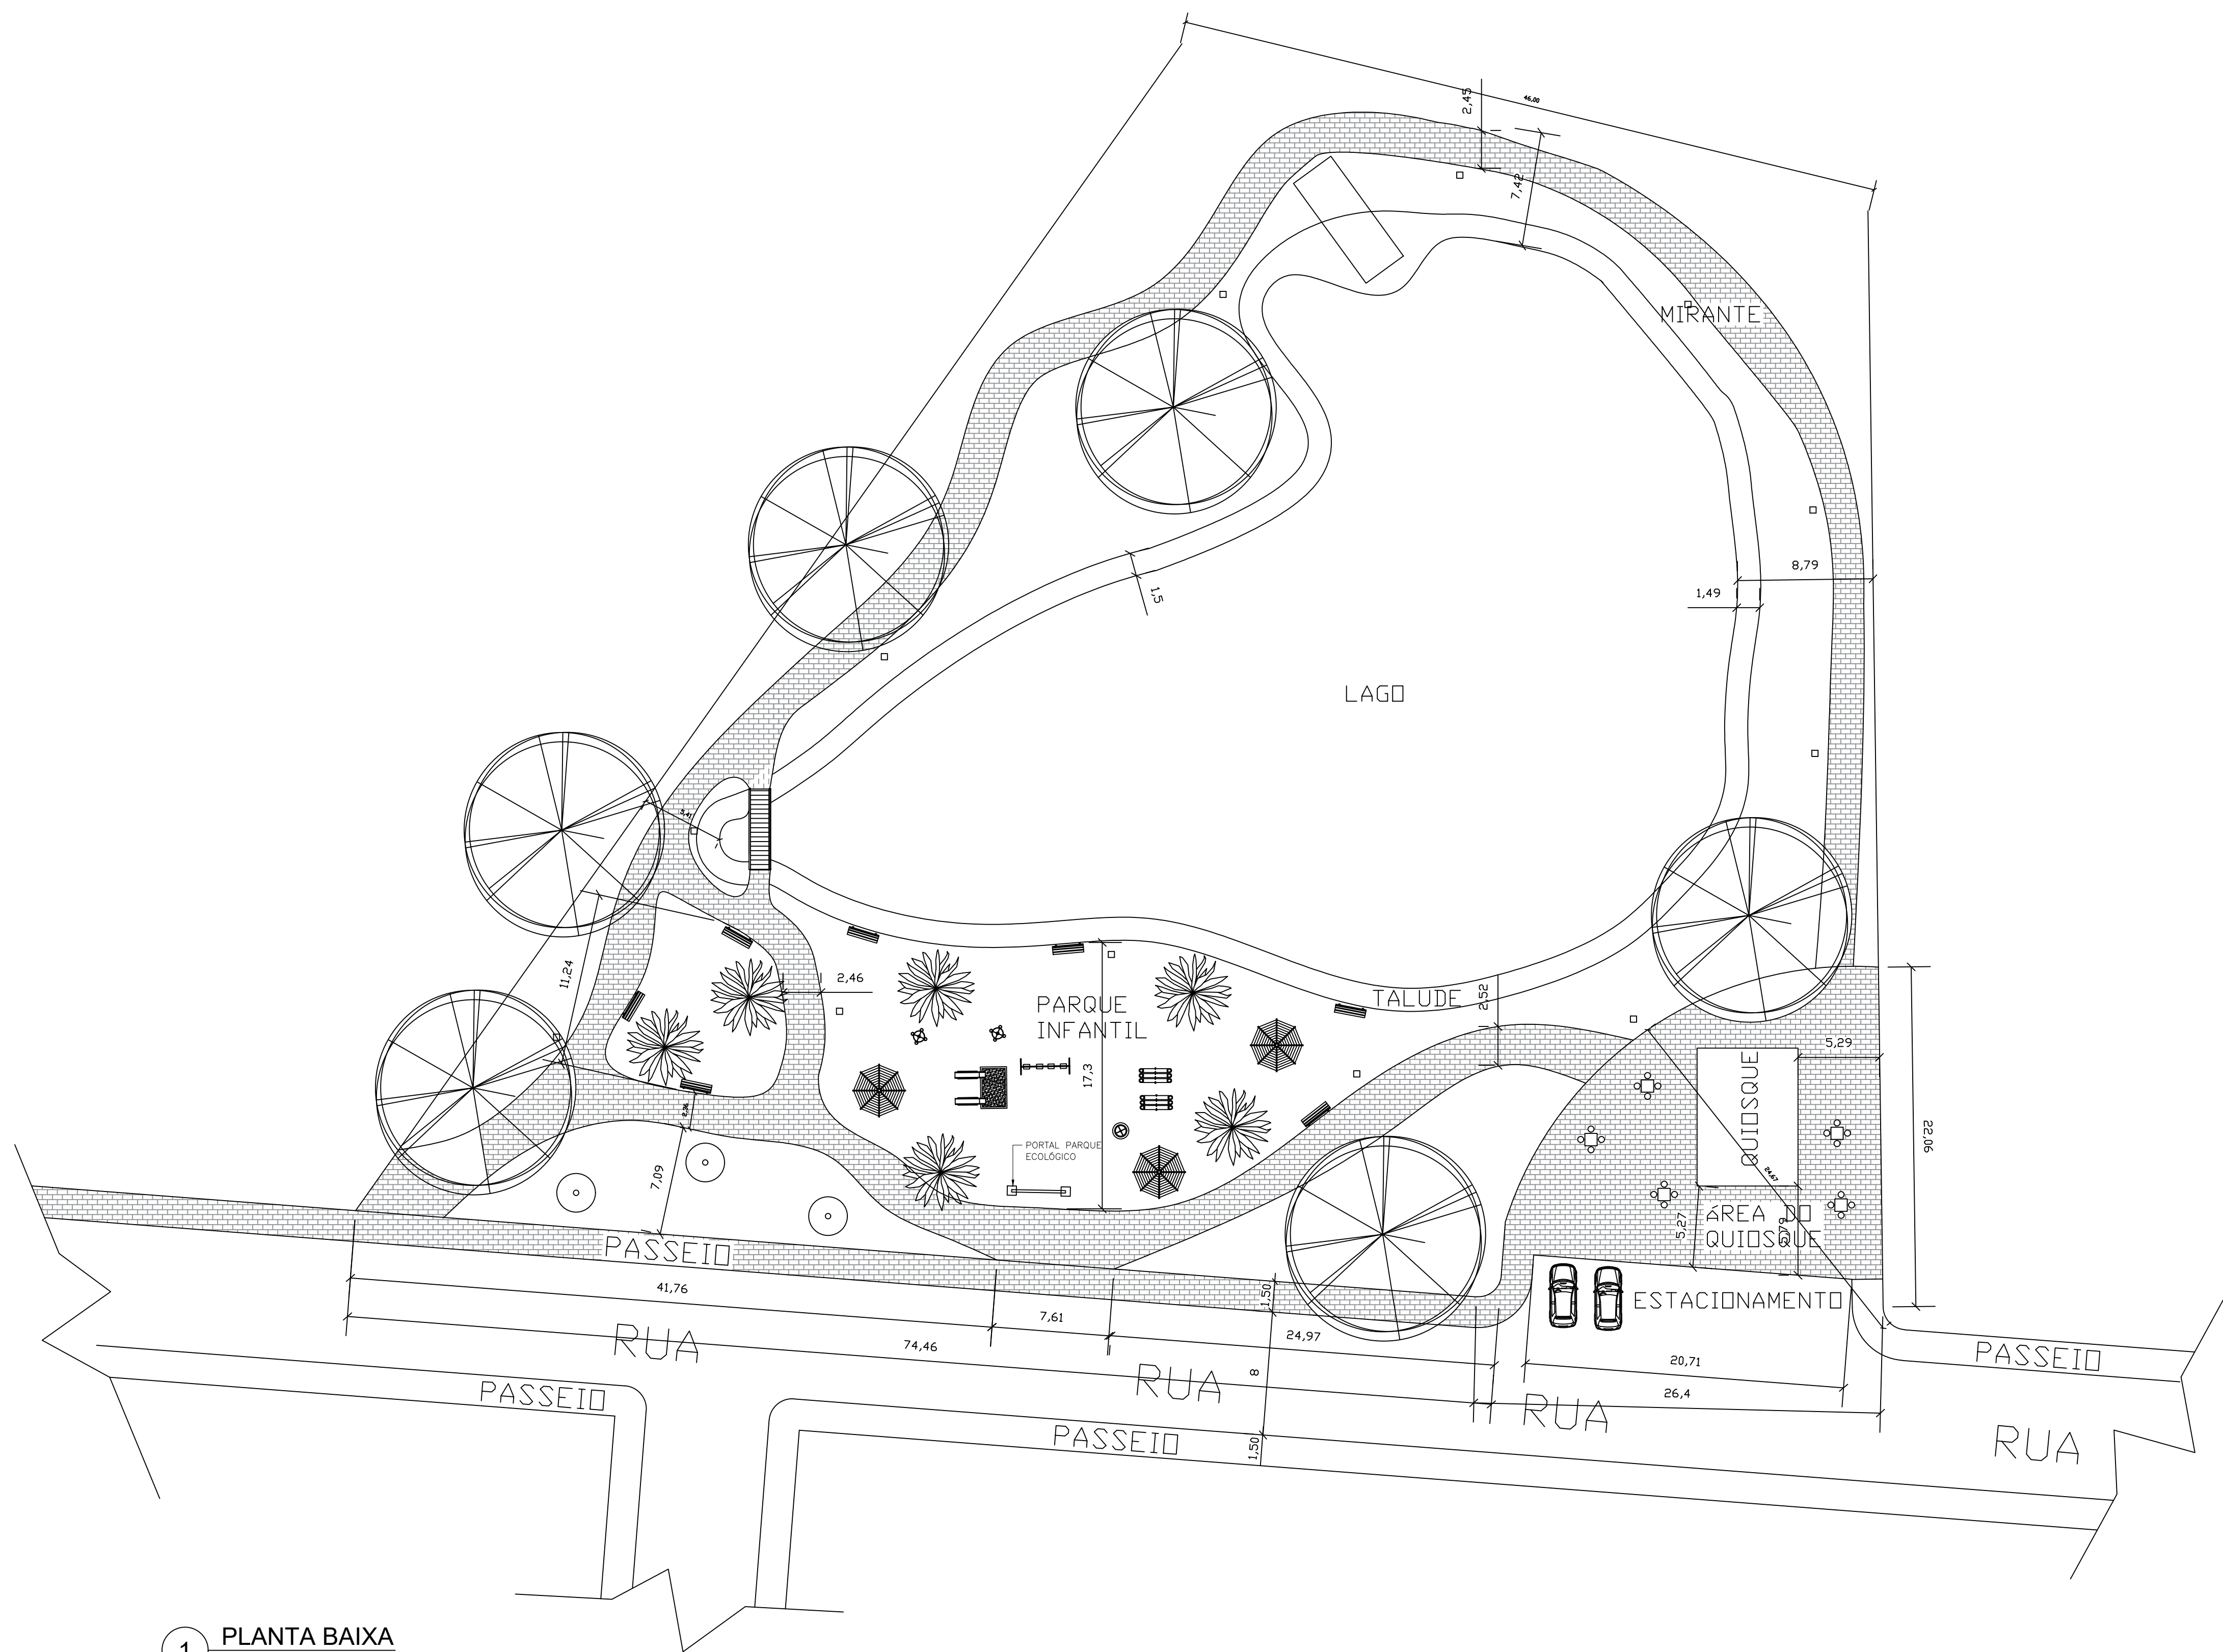 46,00
2,45
7,42
MIRANTE
8,79
1,49
1,5
LAGO
11,24
2,46
PARQUE
INFANTIL
TALUDE
2,52
17,3
5,29
QUIOSQUE
22,06
PORTAL PARQUE
ECOLÓGICO
7,09
24,67
5,27
5,79
ÁREA DO
QUIOSQUE
PASSEIO
ESTACIONAMENTO
41,76
7,61
1,50
24,97
RUA
74,46
RUA
8
20,71
26,4
RUA
PASSEIO
PASSEIO
PASSEIO
1,50
RUA
1
PLANTA BAIXA